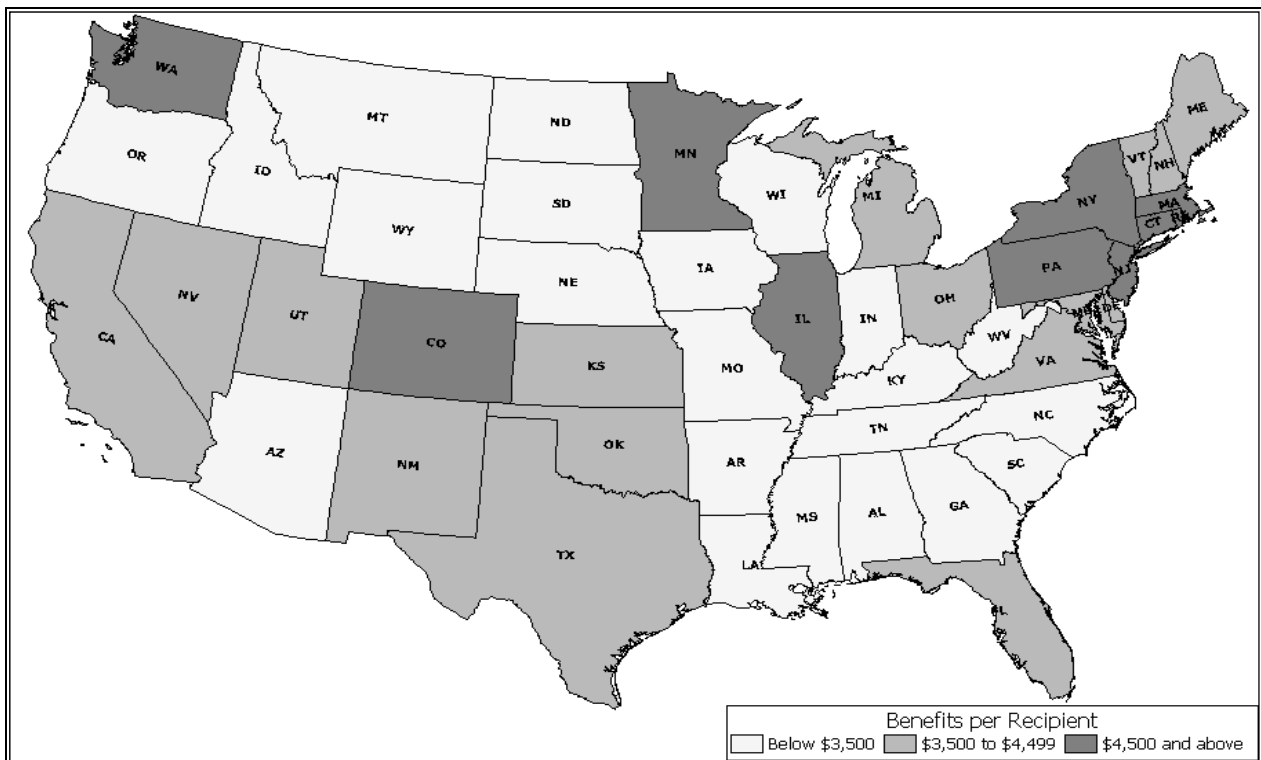 WA
ME
MT
ND
VT
NH
MN
OR
ID
WI
MI
NY
MA
SD
CT
RI
WY
IA
PA
NJ
NE
NV
UT
OH
IL
IN
MD
DE
CA
CO
WV
VA
KS
MO
KY
NC
TN
OK
AZ
NM
AR
SC
GA
MS
AL
TX
LA
FL
Benefits per Recipient
Below $3,500 $3,500 to $4,499 $4,500 and above